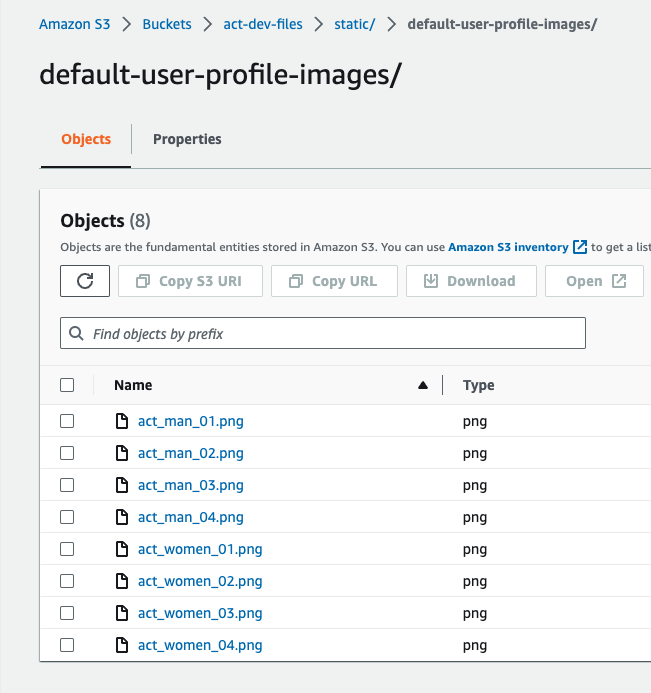 Amazon S3 > Buckets > act-dev-files > static/ > default-user-profile-images/
default-user-profile-images/
Objects Properties
Objects (8)
Objects are the fundamental entities stored in Amazon S3. You can use Amazon S3 inventory to get a list
Copy S3 URI Copy URL Download Open
Find objects by prefix
Name Type
act_man_01.png png
act_man_02.png png
act_man_03.png png
act_man_04.png png
act_women_01.png png
act_women_02.png png
act_women_03.png png
act_women_04.png png